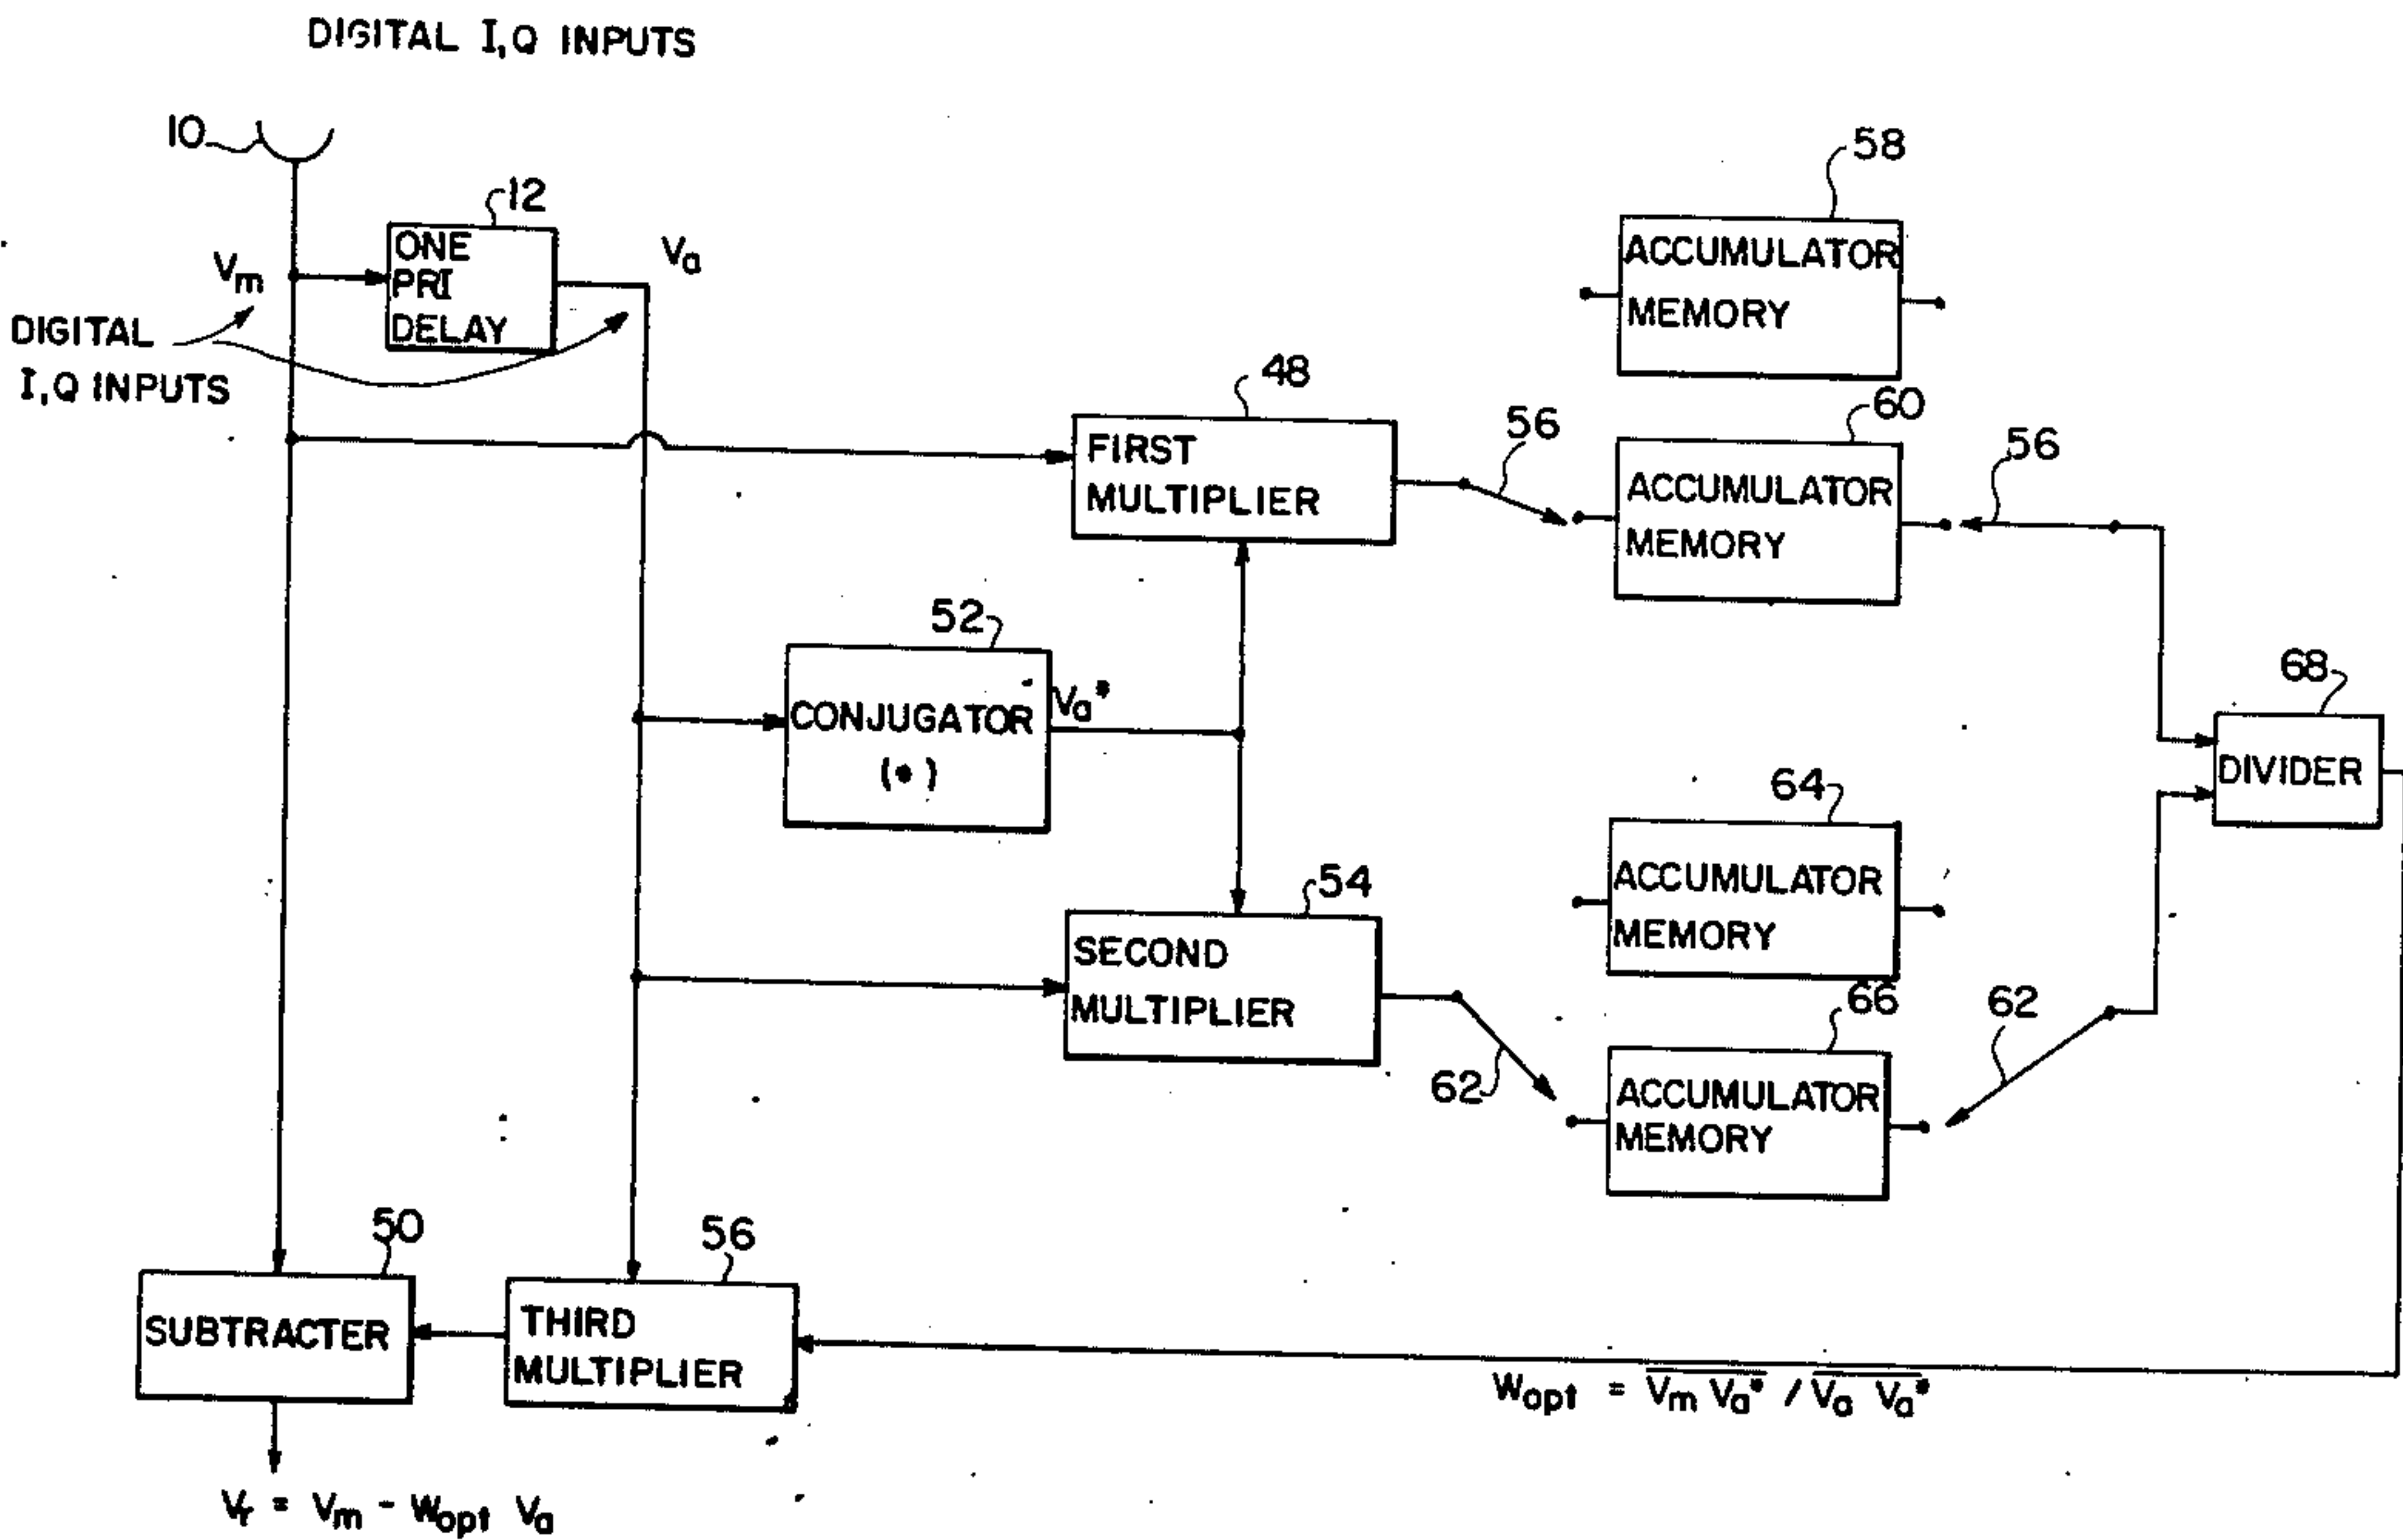 DIGITAL I,Q INPUTS
10
12
ONE
PRI
DELAY
Vm
Va
DIGITAL
I,Q INPUTS
58
ACCUMULATOR
MEMORY
48
FIRST
MULTIPLIER
56
60
ACCUMULATOR
MEMORY
56
52
CONJUGATOR
(*)
Va*
68
DIVIDER
64
ACCUMULATOR
MEMORY
54
SECOND
MULTIPLIER
62
66
ACCUMULATOR
MEMORY
62
50
SUBTRACTER
56
THIRD
MULTIPLIER
Wopt = Vm Va* / Va Va*
Vr = Vm - Wopt Va